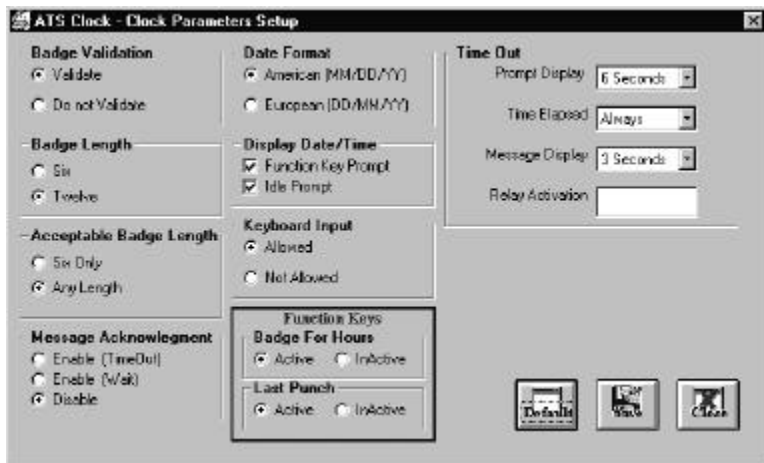 ATS Clock - Clock Parameters Setup
Badge Validation
Validate
Do not Validate
Badge Length
Six
Twelve
Acceptable Badge Length
Six Only
Any Length
Message Acknowlegment
Enable (TimeOut)
Enable (Wait)
Disable
Date Format
American (MM/DD/YY)
European (DD/MM/YY)
Display Date/Time
Function Key Prompt
Idle Prompt
Keyboard Input
Allowed
Not Allowed
Function Keys
Badge For Hours
Active InActive
Last Punch
Active InActive
Time Out
Prompt Display 6 Seconds
Time Elapsed Always
Message Display 3 Seconds
Relay Activation
Default Save Close